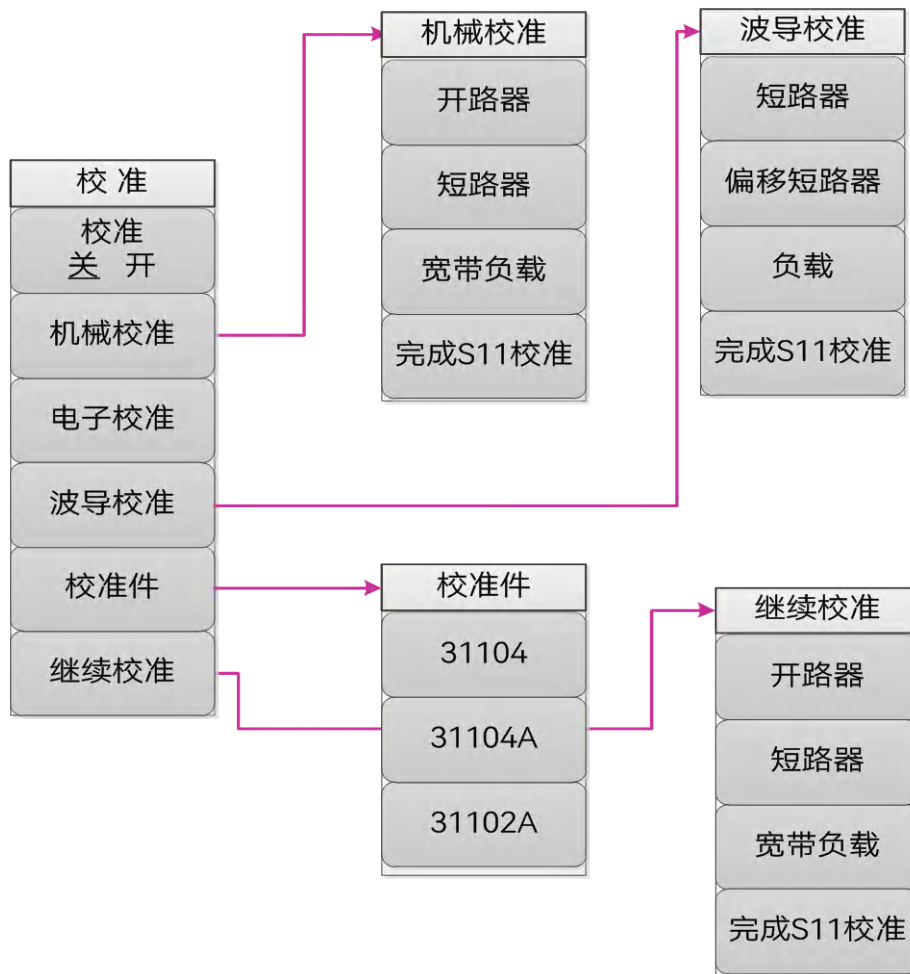 校 准
校准
关 开
机械校准
电子校准
波导校准
校准件
继续校准
机械校准
开路器
短路器
宽带负载
完成S11校准
波导校准
短路器
偏移短路器
负载
完成S11校准
校准件
31104
31104A
31102A
继续校准
开路器
短路器
宽带负载
完成S11校准